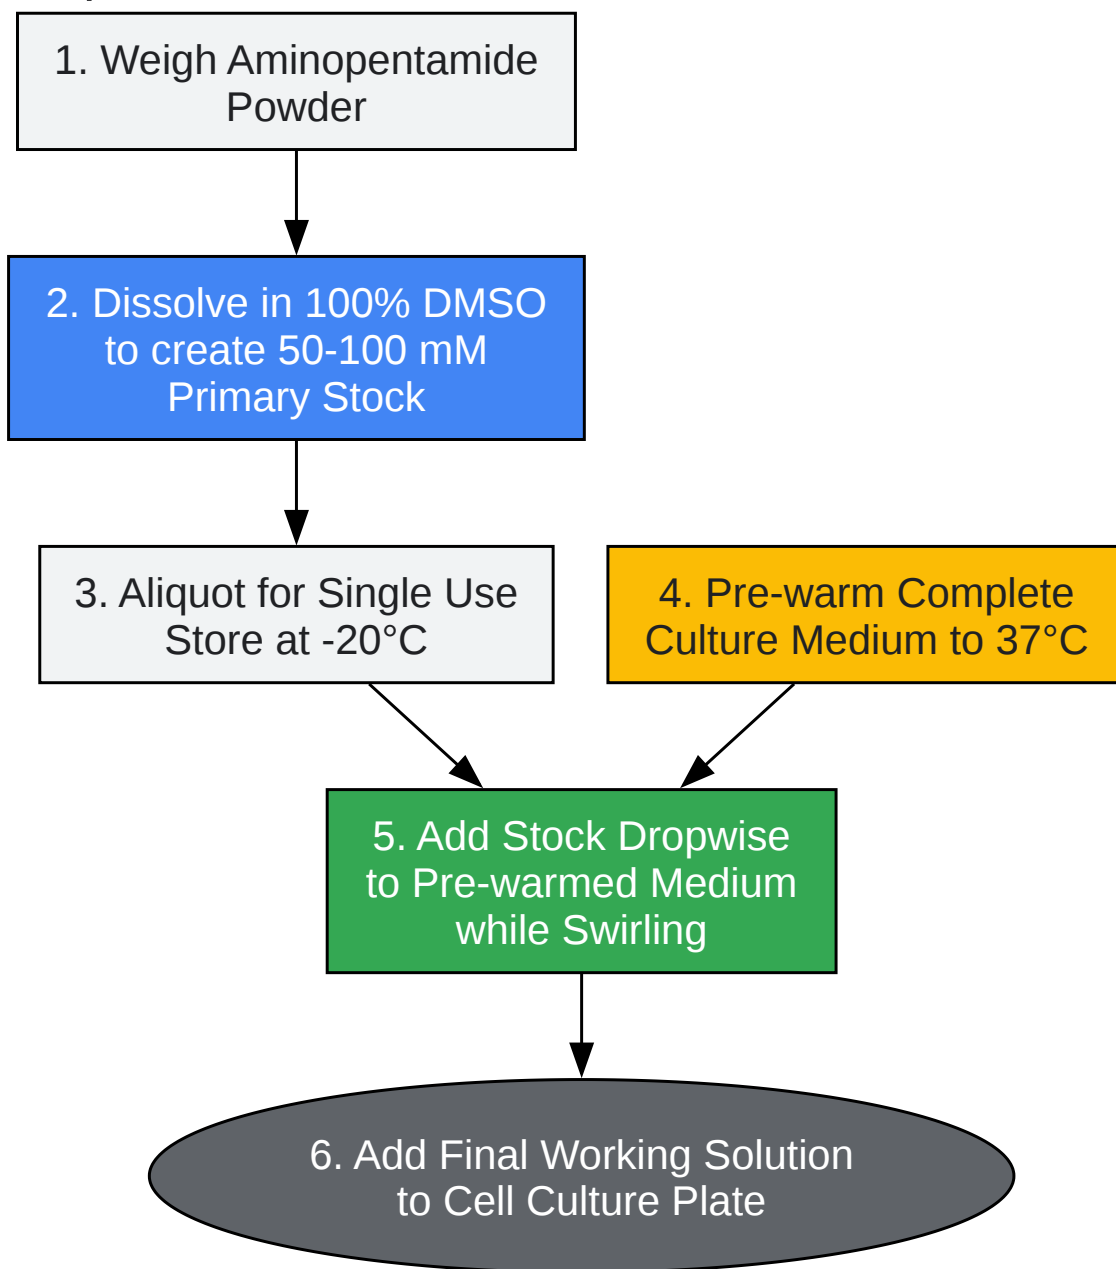 1. Weigh Aminopentamide
Powder
2. Dissolve in 100% DMSO
to create 50-100 mM
Primary Stock
3. Aliquot for Single Use
Store at -20°C
4. Pre-warm Complete
Culture Medium to 37°C
5. Add Stock Dropwise
to Pre-warmed Medium
while Swirling
6. Add Final Working Solution
to Cell Culture Plate